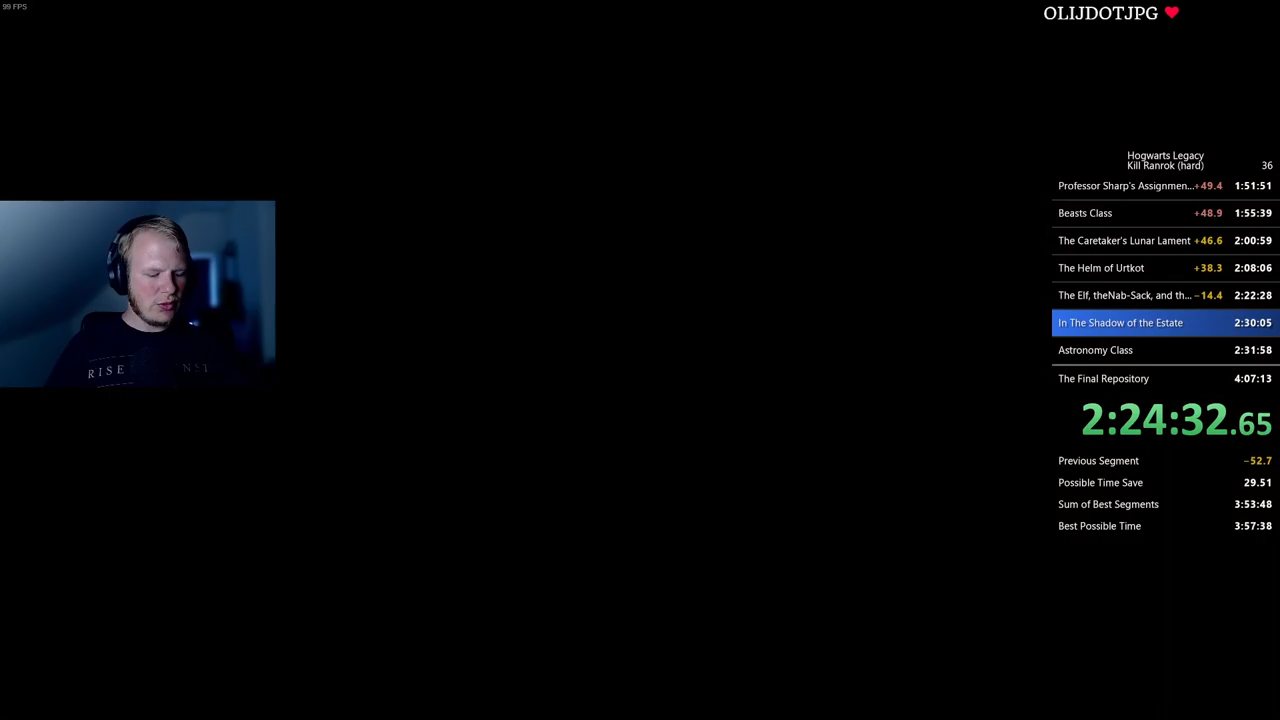 99 FPS
OLIJDOTJPG ❤
Hogwarts Legacy
Kill Ranrok (hard) 36
Professor Sharp's Assignmen... +49.4 1:51:51
Beasts Class +48.9 1:55:39
The Caretaker's Lunar Lament +46.6 2:00:59
The Helm of Urtkot +38.3 2:08:06
The Elf, theNab-Sack, and th... −14.4 2:22:28
In The Shadow of the Estate 2:30:05
Astronomy Class 2:31:58
The Final Repository 4:07:13
2:24:32.65
Previous Segment −52.7
Possible Time Save 29.51
Sum of Best Segments 3:53:48
Best Possible Time 3:57:38
RISE